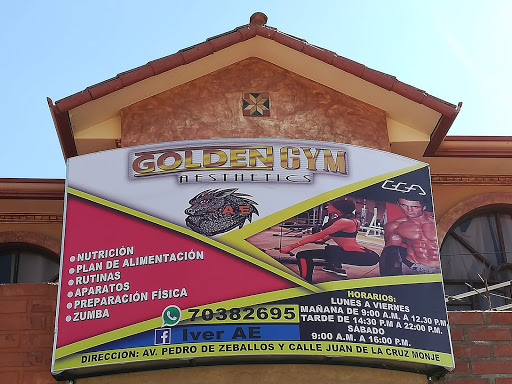 GOLDEN GYM
AESTHETICS
GGA
AE
•NUTRICIÓN
•PLAN DE ALIMENTACIÓN
•RUTINAS
•APARATOS
•PREPARACIÓN FÍSICA
•ZUMBA
70382695
f Iver AE
HORARIOS:
LUNES A VIERNES
MAÑANA DE 9:00 A.M. A 12.30 P.M.
TARDE DE 14:30 P.M A 22:00 P.M.
SÁBADO
9:00 A.M. A 16:00 P.M.
DIRECCIÓN: AV. PEDRO DE ZEBALLOS Y CALLE JUAN DE LA CRUZ MONJE